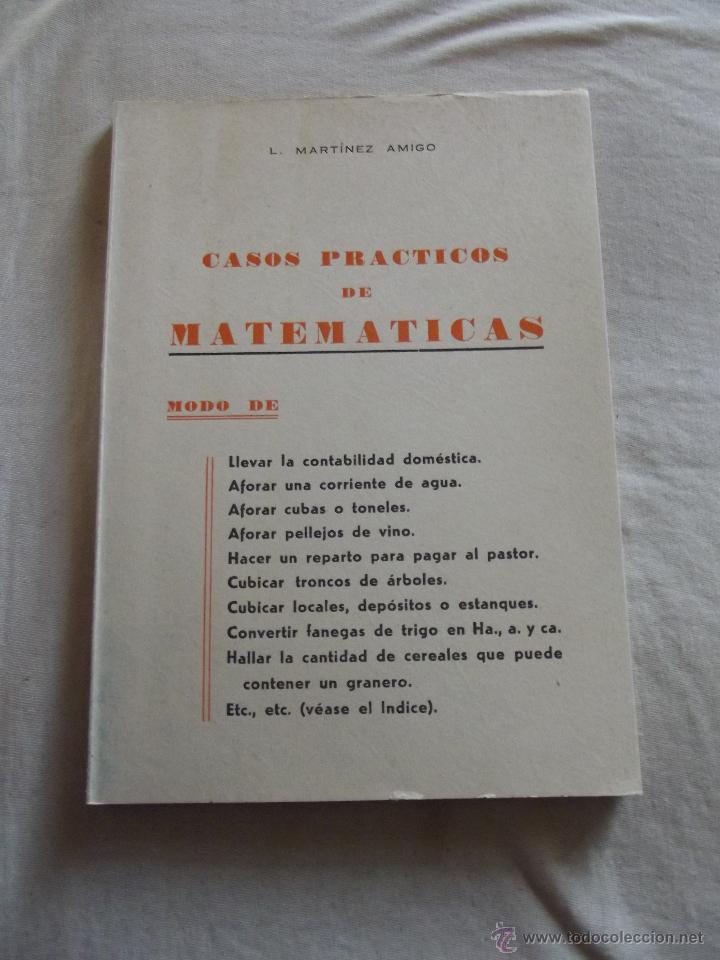 L. MARTÍNEZ AMIGO
CASOS PRACTICOS
DE
MATEMATICAS
MODO DE
Llevar la contabilidad doméstica.
Aforar una corriente de agua.
Aforar cubas o toneles.
Aforar pellejos de vino.
Hacer un reparto para pagar al pastor.
Cubicar troncos de árboles.
Cubicar locales, depósitos o estanques.
Convertir fanegas de trigo en Ha., a. y ca.
Hallar la cantidad de cereales que puede
contener un granero.
Etc., etc. (véase el Indice).
© www.todocoleccion.net